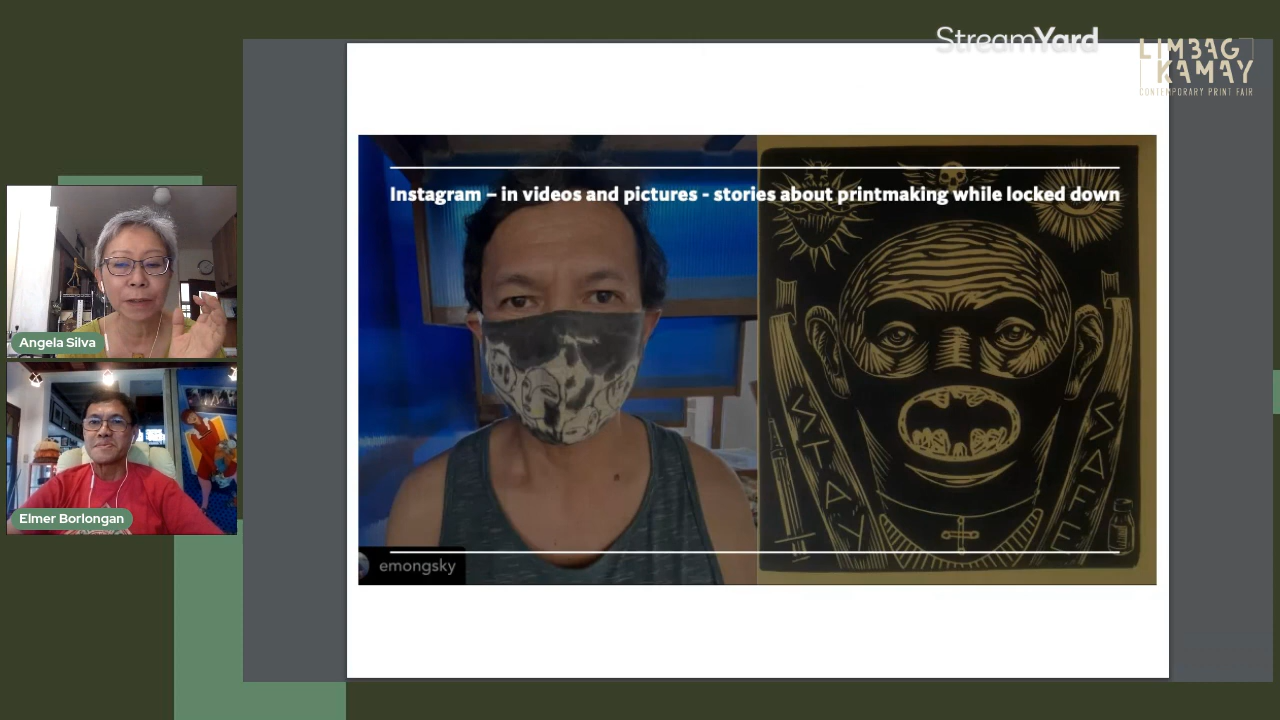 StreamYard
LIMBAG
KAMAY
CONTEMPORARY PRINT FAIR
Instagram – in videos and pictures - stories about printmaking while locked down
Angela Silva
STAY
SAFE
Elmer Borlongan
emongsky